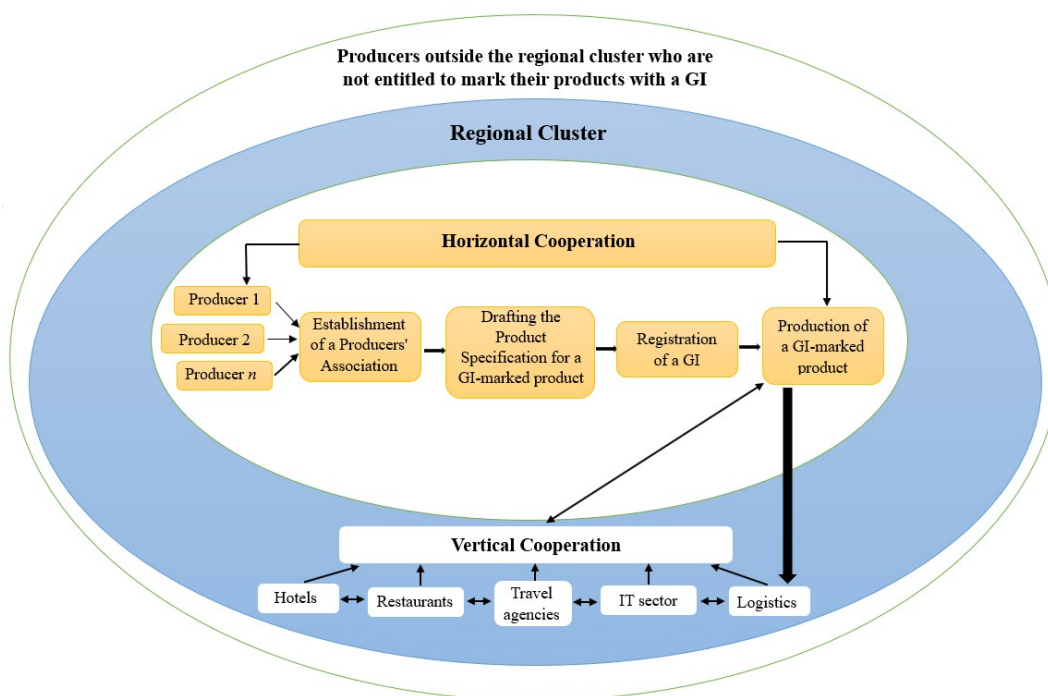 Producers outside the regional cluster who are
not entitled to mark their products with a GI
Regional Cluster
Horizontal Cooperation
Producer 1
Producer 2
Producer n
Establishment
of a Producers'
Association
Drafting the
Product
Specification for a
GI-marked product
Registration
of a GI
Production of
a GI-marked
product
Vertical Cooperation
Hotels
Restaurants
Travel
agencies
IT sector
Logistics